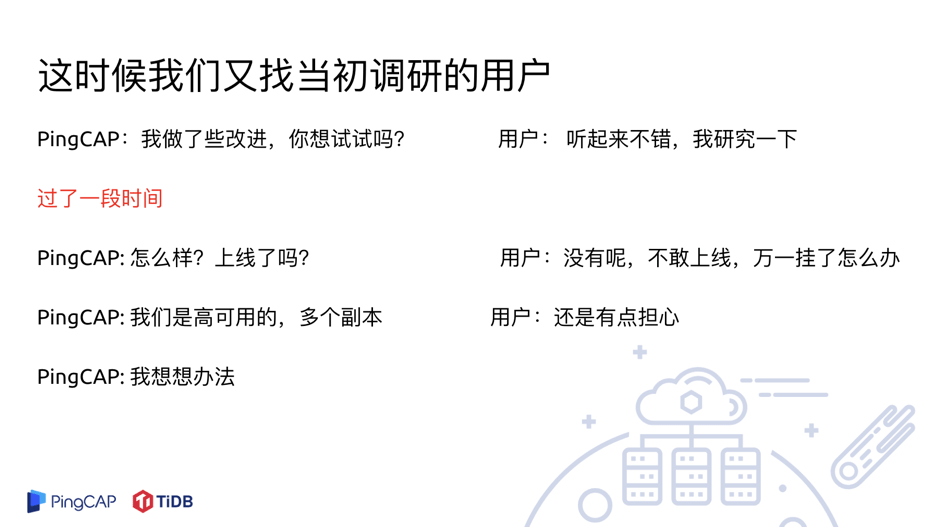 这时候我们又找当初调研的用户
PingCAP：我做了些改进，你想试试吗？ 用户： 听起来不错，我研究一下
过了一段时间
PingCAP: 怎么样？上线了吗？ 用户：没有呢，不敢上线，万一挂了怎么办
PingCAP: 我们是高可用的，多个副本 用户：还是有点担心
PingCAP: 我想想办法
PingCAP TiDB